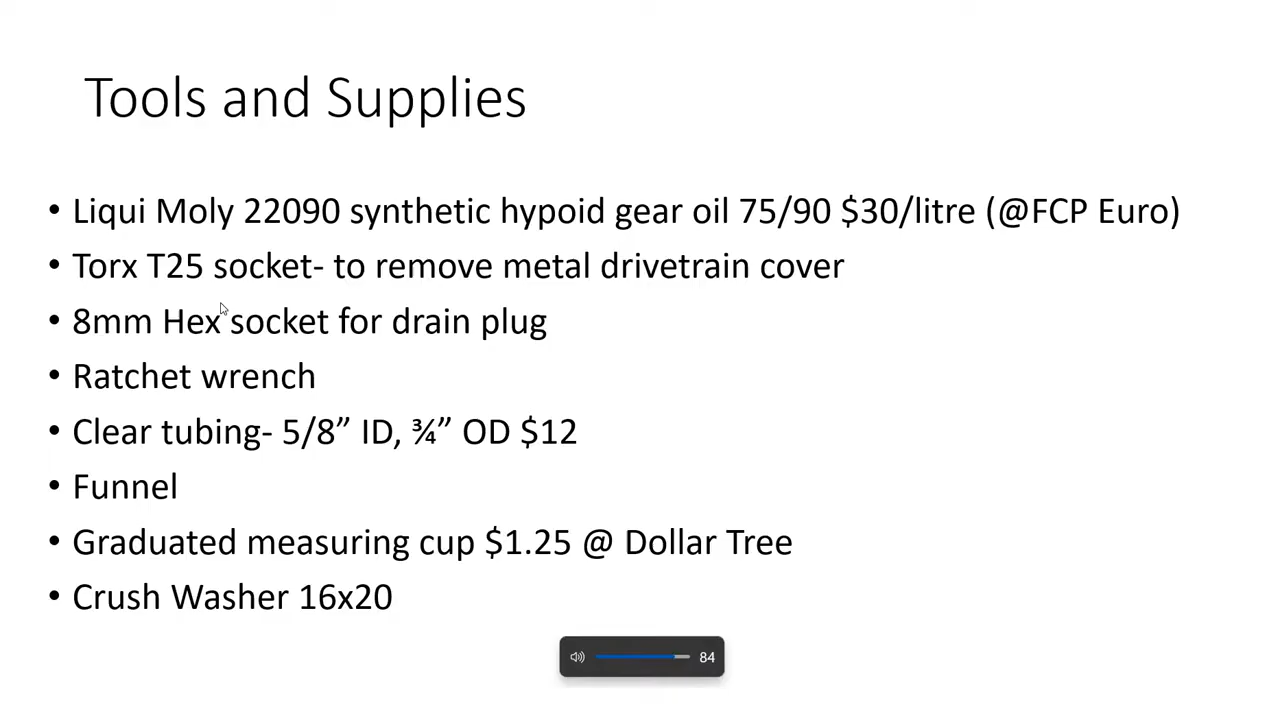 Tools and Supplies
• Liqui Moly 22090 synthetic hypoid gear oil 75/90 $30/litre (@FCP Euro)
• Torx T25 socket- to remove metal drivetrain cover
• 8mm Hex socket for drain plug
• Ratchet wrench
• Clear tubing- 5/8” ID, ¾” OD $12
• Funnel
• Graduated measuring cup $1.25 @ Dollar Tree
• Crush Washer 16x20
84